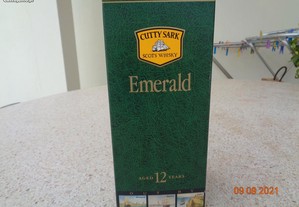 CUTTY SARK
SCOTS WHISKY
Emerald
AGED 12 YEARS
09 08 2021